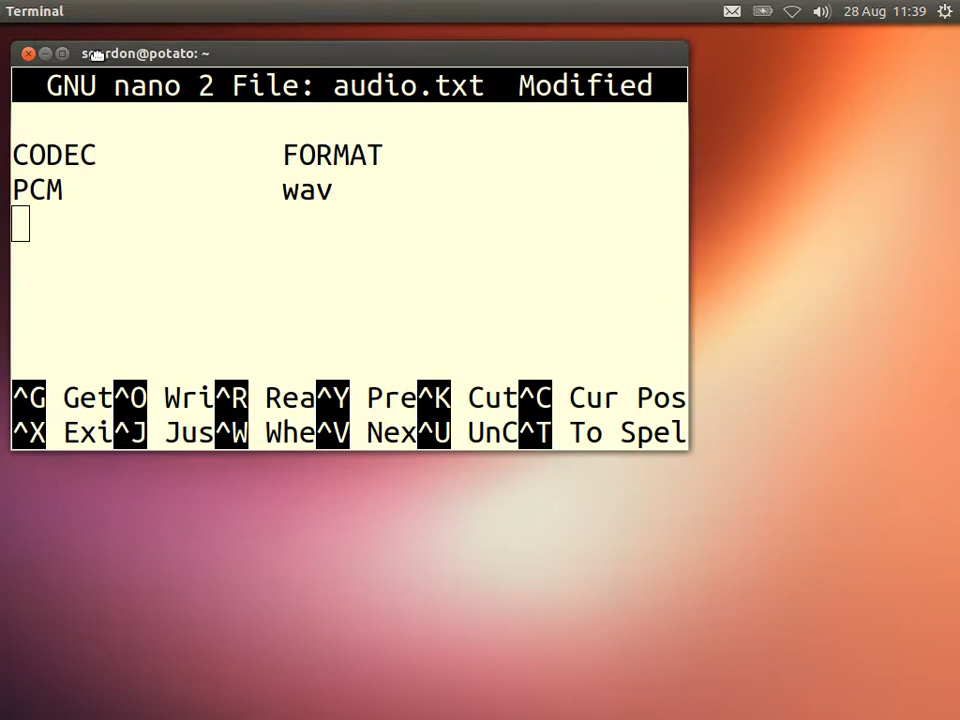 Terminal
28 Aug 11:39
rdon@potato: ~
GNU nano 2 File: audio.txt Modified
CODEC FORMAT
PCM wav
^G Get^O Wri^R Rea^Y Pre^K Cut^C Cur Pos
^X Exi^J Jus^W Whe^V Nex^U UnC^T To Spel